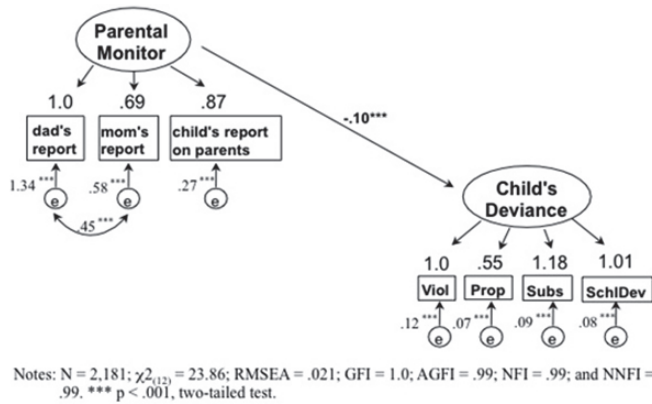 Parental
Monitor
1.0 .69 .87
dad's report
mom's report
child's report on parents
1.34 *** .58 *** .27 ***
e e e
.45 ***
-.10***
Child's
Deviance
1.0 .55 1.18 1.01
Viol Prop Subs SchlDev
.12 *** .07 *** .09 *** .08 ***
e e e e
Notes: N = 2,181; χ2₍₁₂₎ = 23.86; RMSEA = .021; GFI = 1.0; AGFI = .99; NFI = .99; and NNFI =
.99. *** p < .001, two-tailed test.